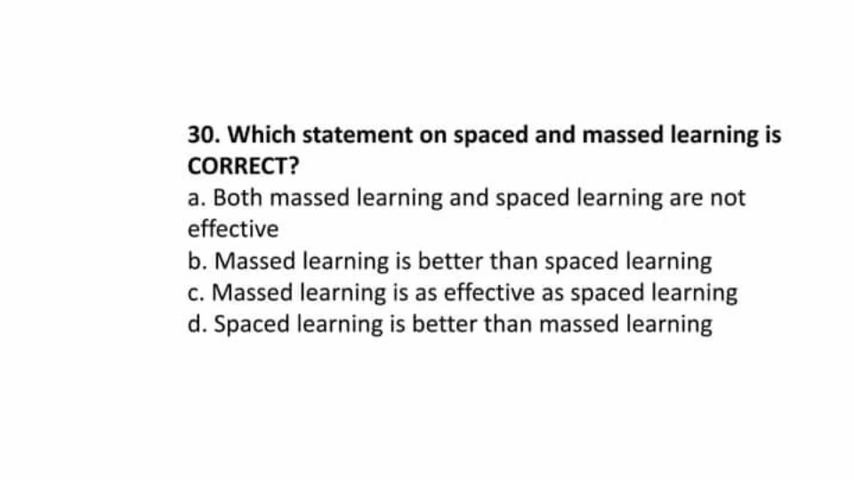 30. Which statement on spaced and massed learning is
CORRECT?
a. Both massed learning and spaced learning are not
effective
b. Massed learning is better than spaced learning
c. Massed learning is as effective as spaced learning
d. Spaced learning is better than massed learning